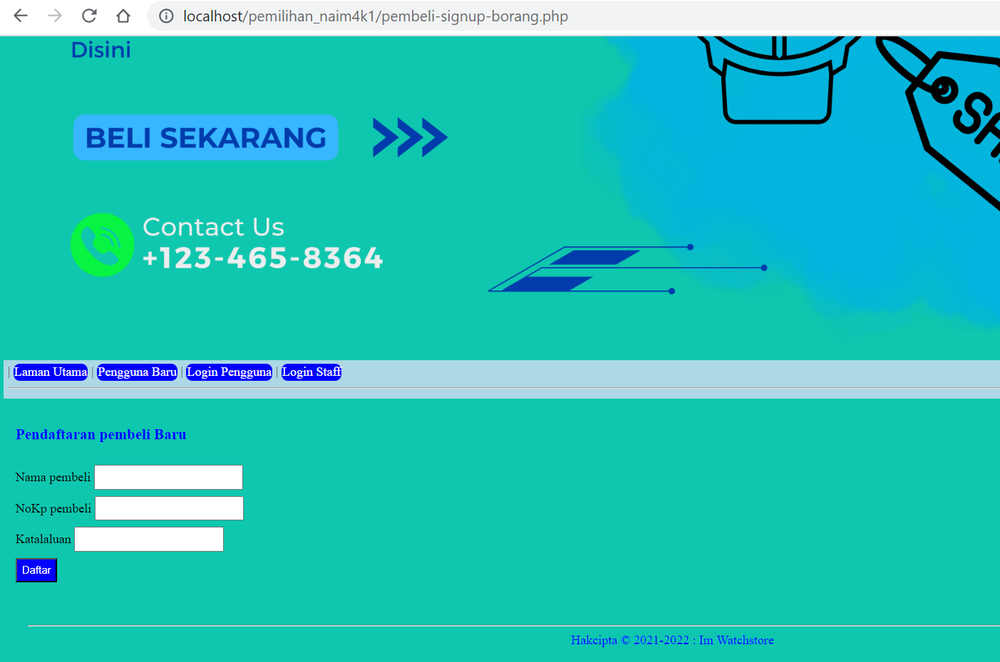 localhost/pemilihan_naim4k1/pembeli-signup-borang.php
Disini
BELI SEKARANG
Contact Us
+123-465-8364
| Laman Utama | Pengguna Baru | Login Pengguna | Login Staff
Pendaftaran pembeli Baru
Nama pembeli
NoKp pembeli
Katalaluan
Daftar
Hakcipta © 2021-2022 : Im Watchstore